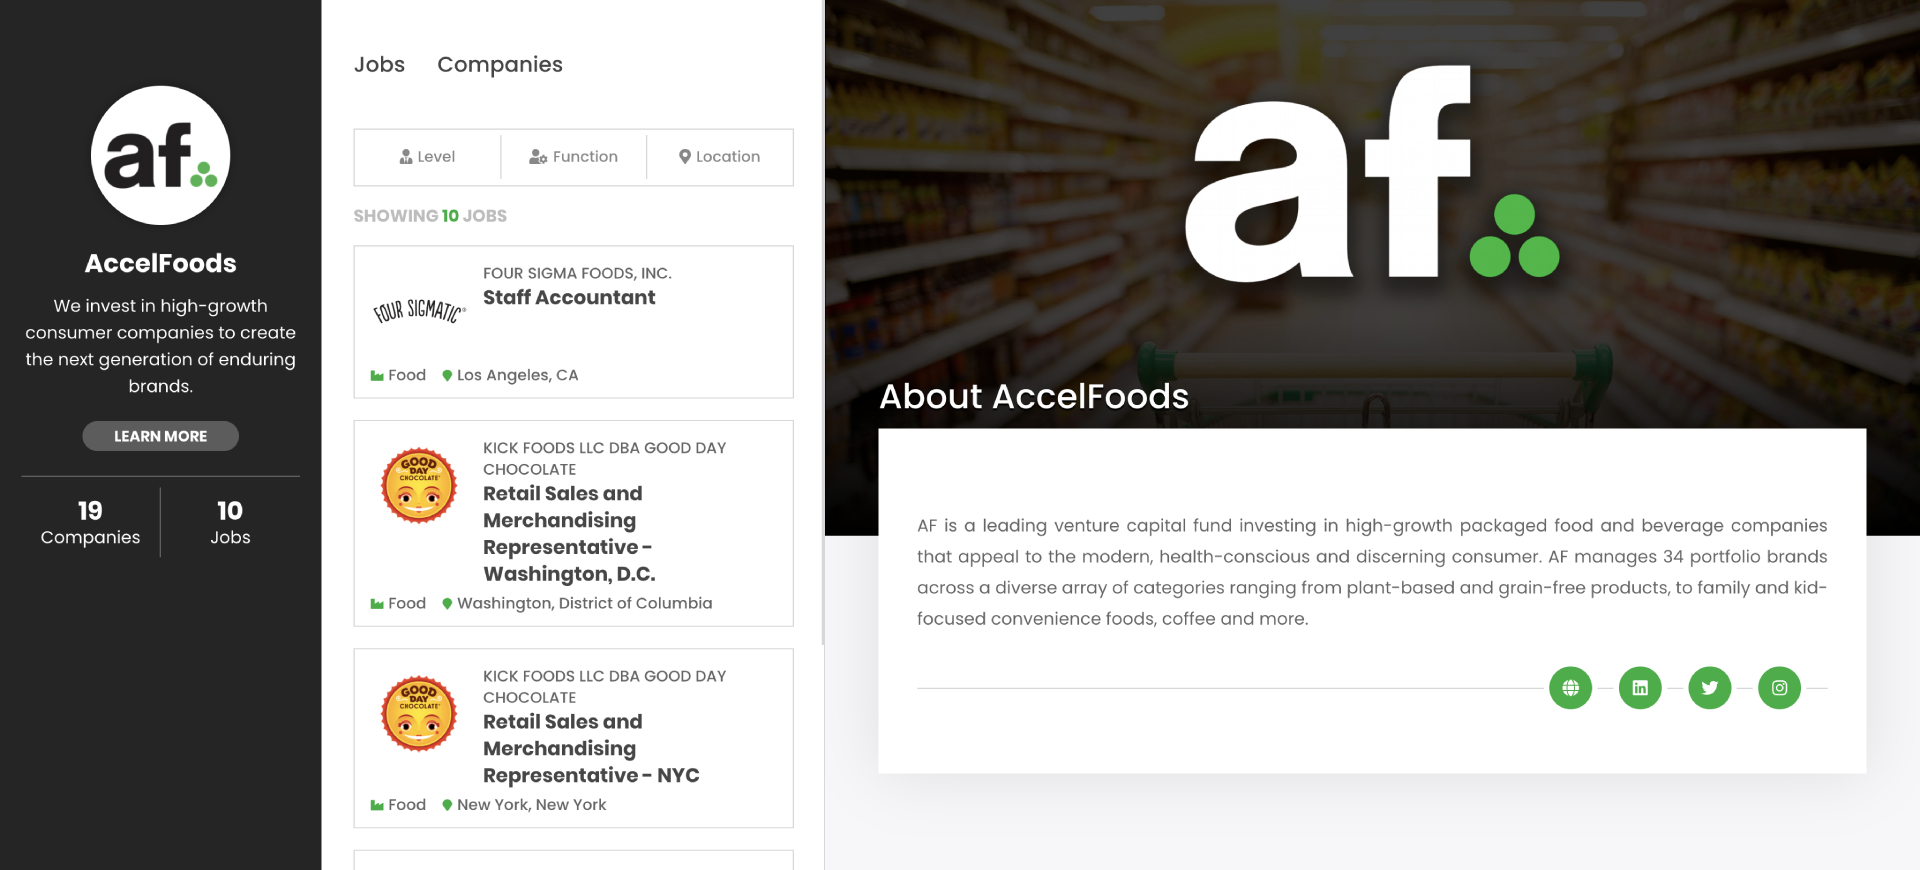 af.
AccelFoods
We invest in high-growth
consumer companies to create
the next generation of enduring
brands.
LEARN MORE
19
Companies
10
Jobs
Jobs
Companies
Level
Function
Location
SHOWING 10 JOBS
FOUR SIGMATIC®
FOUR SIGMA FOODS, INC.
Staff Accountant
Food
Los Angeles, CA
GOOD
DAY
CHOCOLATE
KICK FOODS LLC DBA GOOD DAY
CHOCOLATE
Retail Sales and
Merchandising
Representative - 
Washington, D.C.
Food
Washington, District of Columbia
GOOD
DAY
CHOCOLATE
KICK FOODS LLC DBA GOOD DAY
CHOCOLATE
Retail Sales and
Merchandising
Representative - NYC
Food
New York, New York
af.
About AccelFoods
AF is a leading venture capital fund investing in high-growth packaged food and beverage companies
that appeal to the modern, health-conscious and discerning consumer. AF manages 34 portfolio brands
across a diverse array of categories ranging from plant-based and grain-free products, to family and kid-
focused convenience foods, coffee and more.